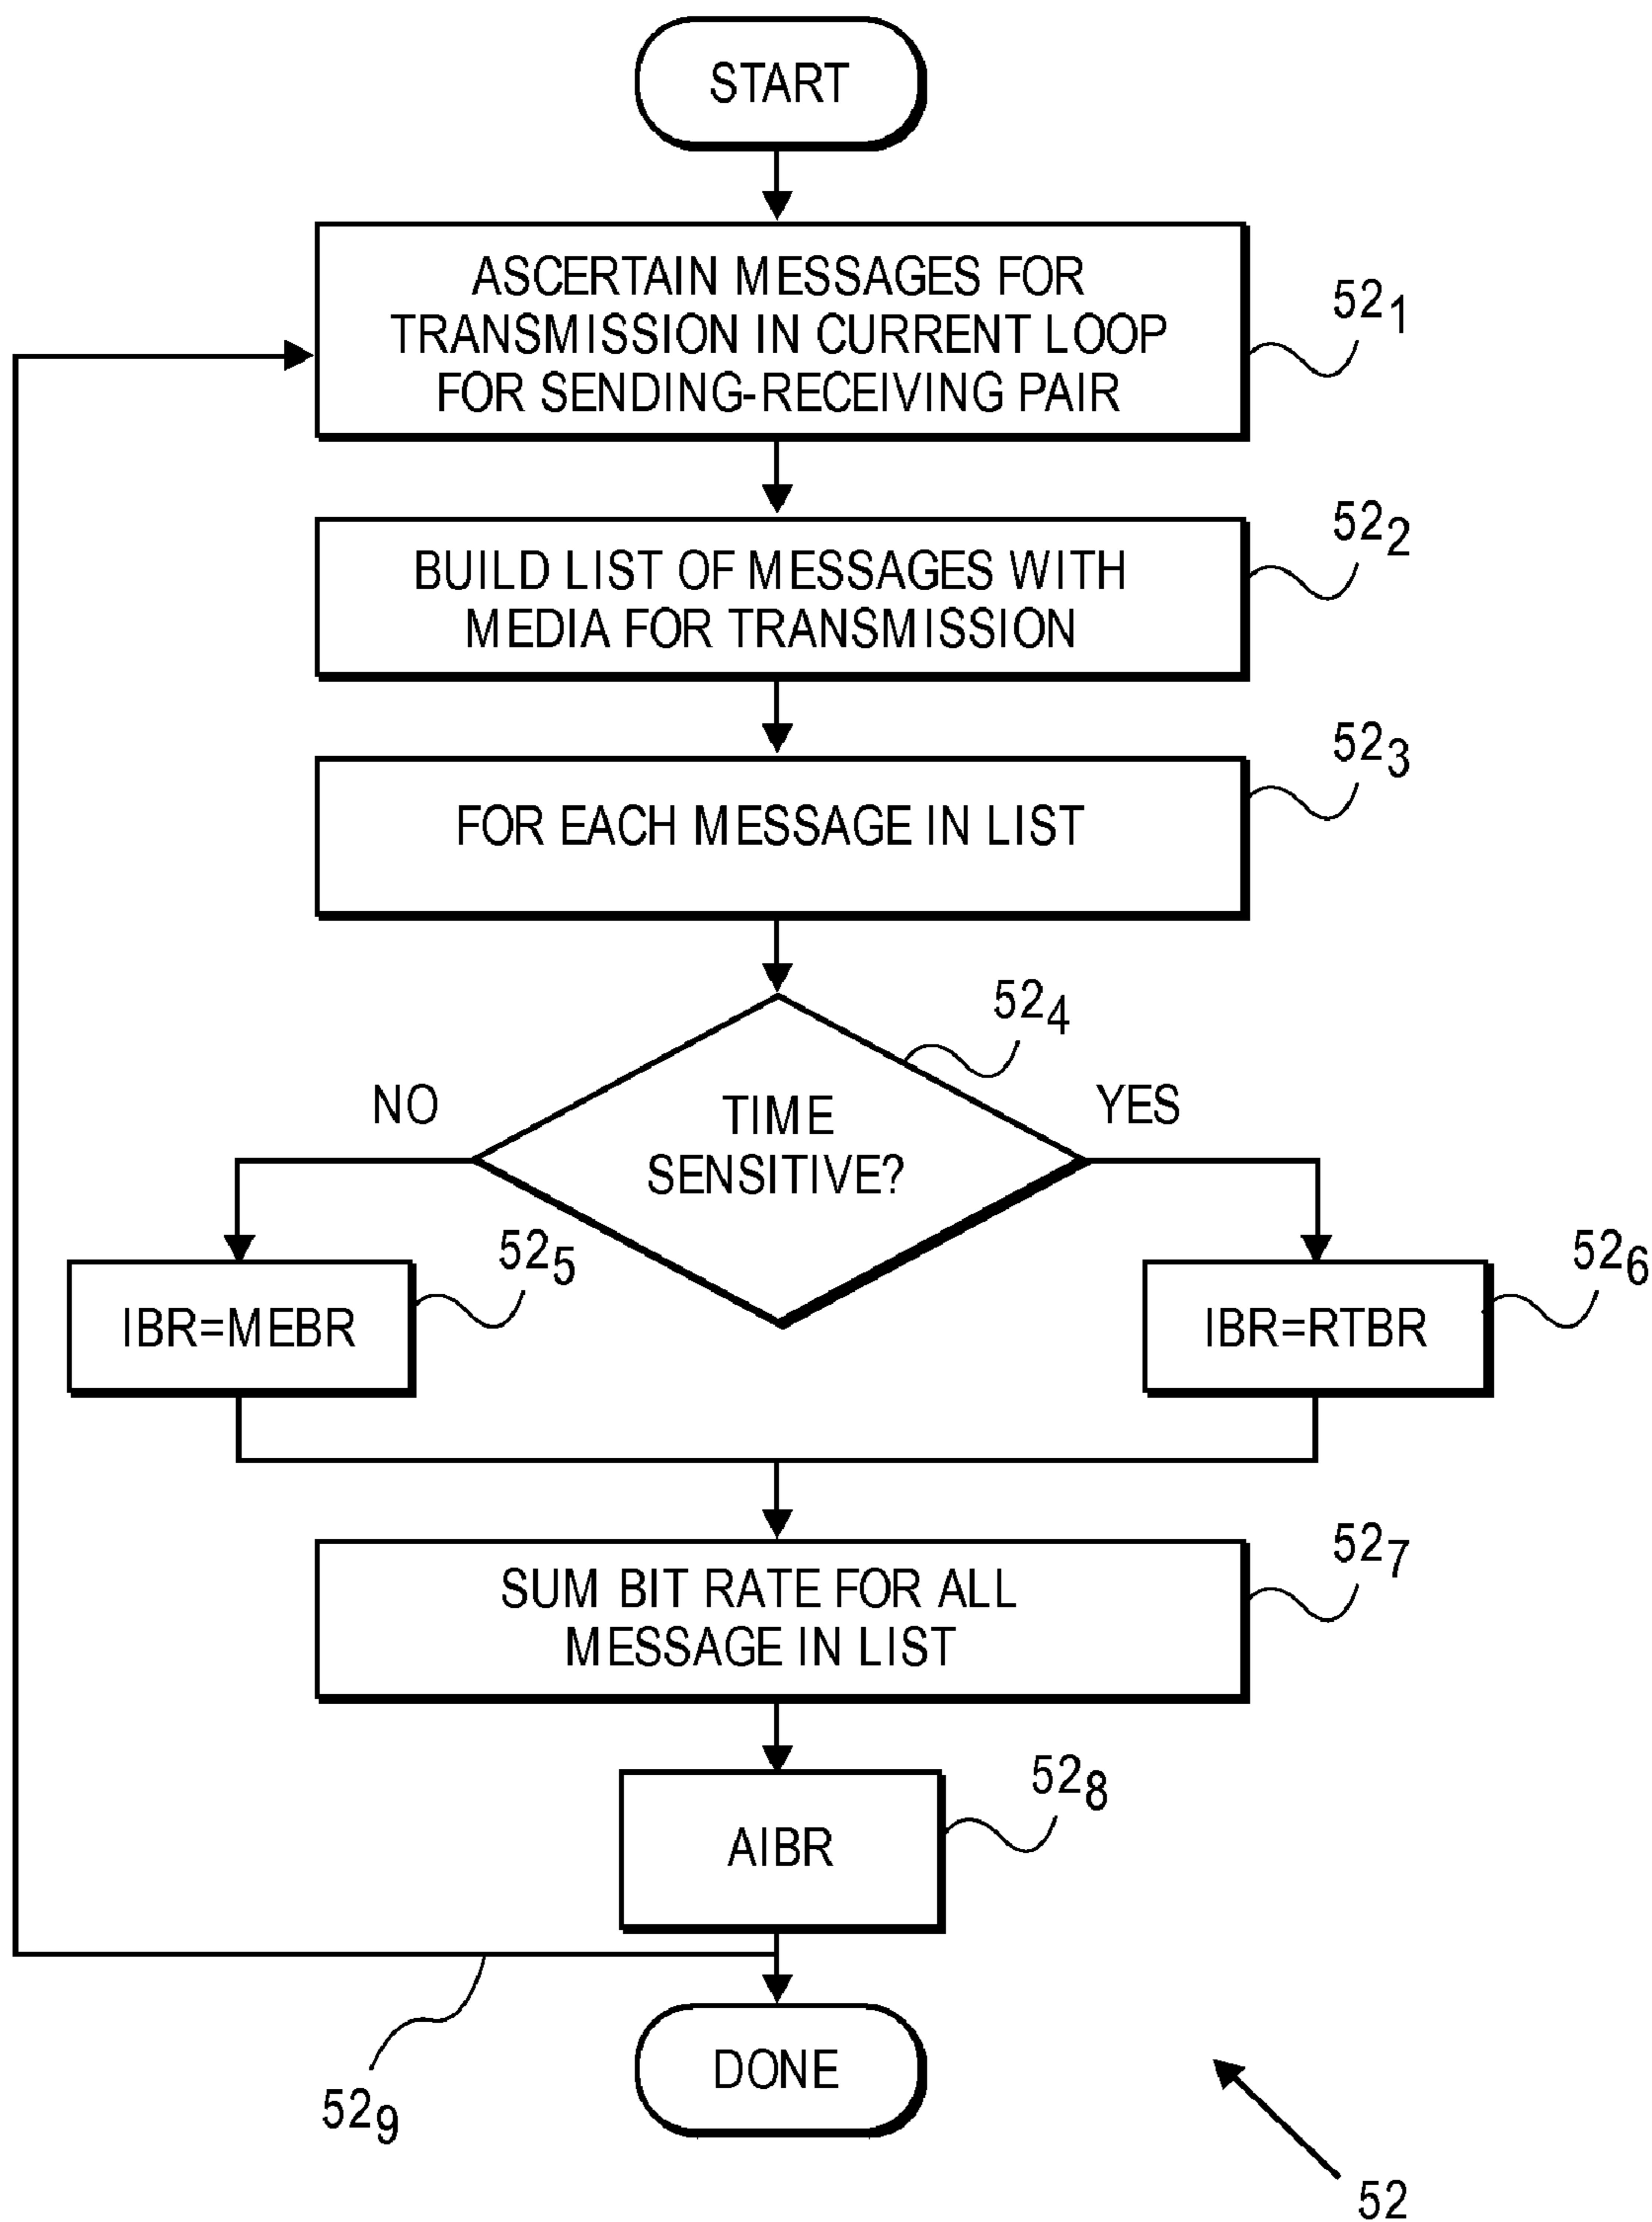 START
ASCERTAIN MESSAGES FOR
TRANSMISSION IN CURRENT LOOP
FOR SENDING-RECEIVING PAIR
52₁
BUILD LIST OF MESSAGES WITH
MEDIA FOR TRANSMISSION
52₂
FOR EACH MESSAGE IN LIST
52₃
52₄
NO
TIME
SENSITIVE?
YES
IBR=MEBR
52₅
IBR=RTBR
52₆
SUM BIT RATE FOR ALL
MESSAGE IN LIST
52₇
AIBR
52₈
DONE
52₉
52